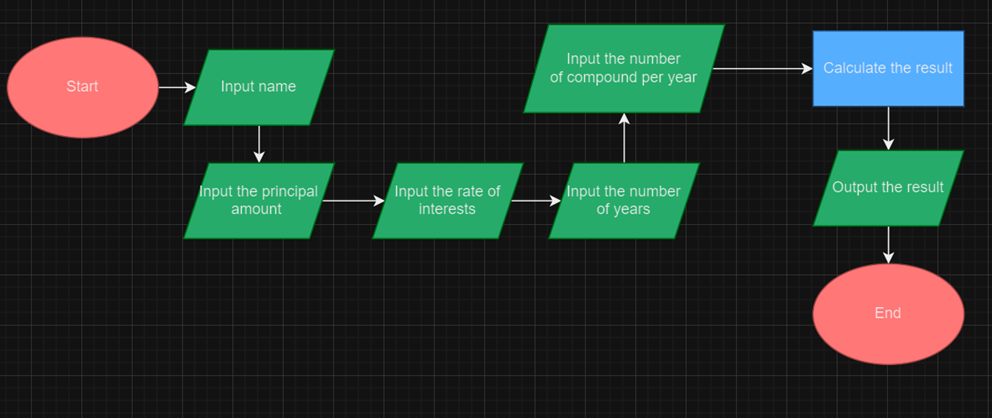 Start
Input name
Input the principal
amount
Input the rate of
interests
Input the number
of years
Input the number
of compound per year
Calculate the result
Output the result
End